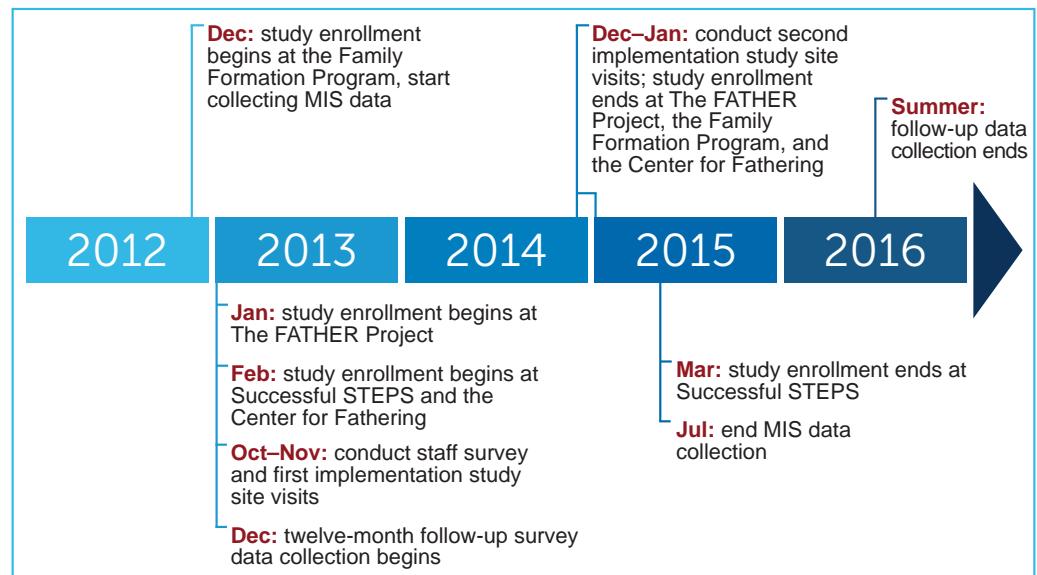 Dec: study enrollment
begins at the Family
Formation Program, start
collecting MIS data
Dec–Jan: conduct second
implementation study site
visits; study enrollment
ends at The FATHER
Project, the Family
Formation Program, and
the Center for Fathering
Summer:
follow-up data
collection ends
2012
2013
2014
2015
2016
Jan: study enrollment begins at
The FATHER Project
Feb: study enrollment begins at
Successful STEPS and the
Center for Fathering
Oct–Nov: conduct staff survey
and first implementation study
site visits
Dec: twelve-month follow-up survey
data collection begins
Mar: study enrollment ends at
Successful STEPS
Jul: end MIS data
collection